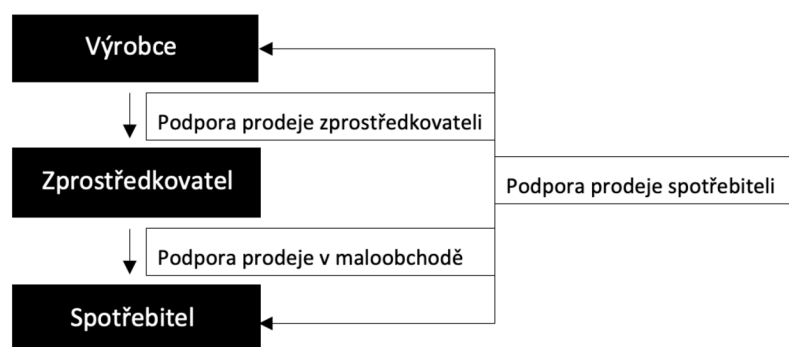 Výrobce
Podpora prodeje zprostředkovateli
Zprostředkovatel
Podpora prodeje spotřebiteli
Podpora prodeje v maloobchodě
Spotřebitel